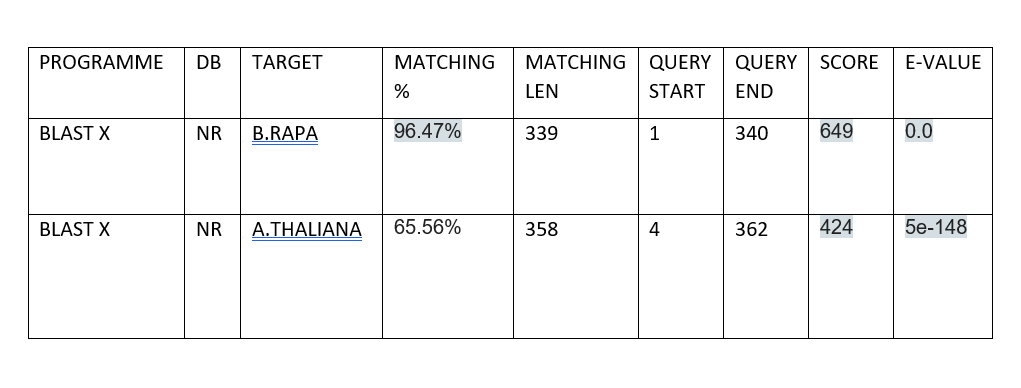 PROGRAMME DB TARGET MATCHING % MATCHING LEN QUERY START QUERY END SCORE E-VALUE
BLAST X NR B.RAPA 96.47% 339 1 340 649 0.0
BLAST X NR A.THALIANA 65.56% 358 4 362 424 5e-148